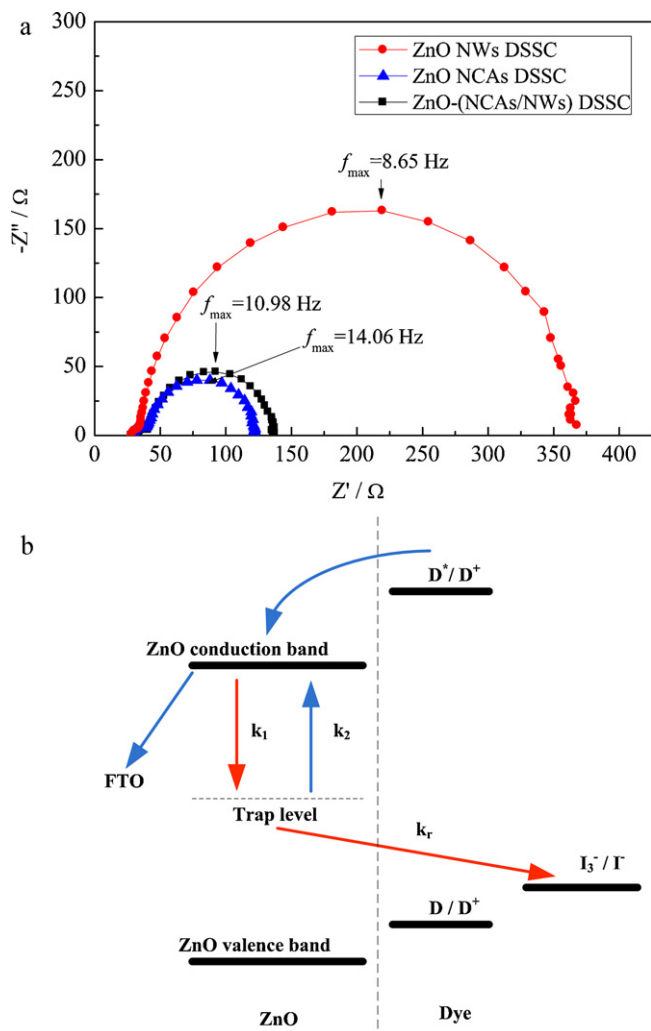 a
300
250
200
150
100
50
0
-Z" / Ω
ZnO NWs DSSC
ZnO NCAs DSSC
ZnO-(NCAs/NWs) DSSC
fmax=8.65 Hz
fmax=10.98 Hz
fmax=14.06 Hz
0 50 100 150 200 250 300 350 400
Z' / Ω
b
D*/ D+
ZnO conduction band
k1
k2
FTO
Trap level
kr
I3- / I-
D / D+
ZnO valence band
ZnO
Dye